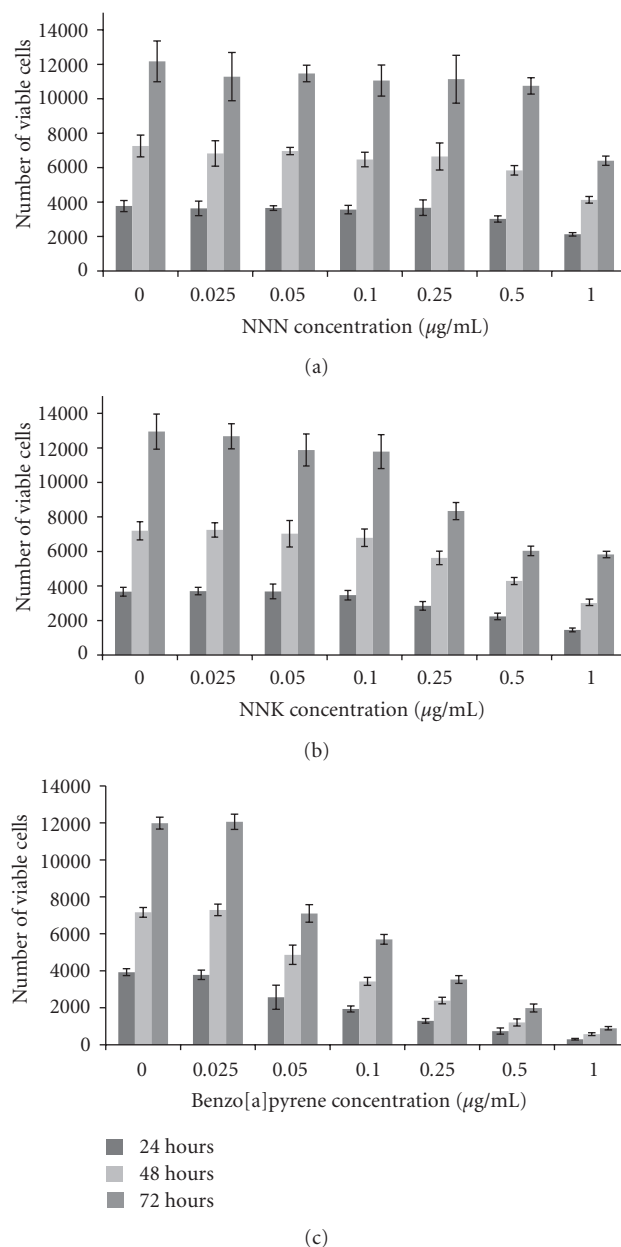 14000
12000
10000
8000
6000
4000
2000
0
Number of viable cells
0 0.025 0.05 0.1 0.25 0.5 1
NNN concentration (µg/mL)
(a)
14000
12000
10000
8000
6000
4000
2000
0
Number of viable cells
0 0.025 0.05 0.1 0.25 0.5 1
NNK concentration (µg/mL)
(b)
14000
12000
10000
8000
6000
4000
2000
0
Number of viable cells
0 0.025 0.05 0.1 0.25 0.5 1
Benzo[a]pyrene concentration (µg/mL)
24 hours
48 hours
72 hours
(c)